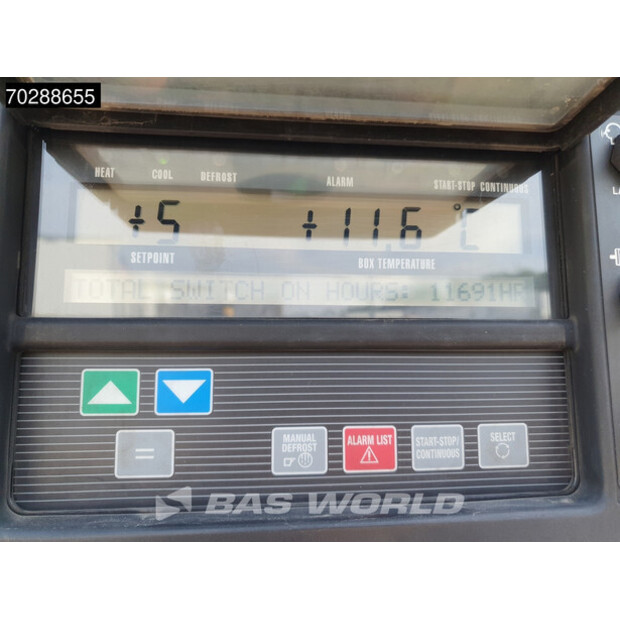 70288655
HEAT COOL DEFROST ALARM START-STOP CONTINUOUS
+5 +11,6 °C
SETPOINT BOX TEMPERATURE
TOTAL SWITCH ON HOURS: 11691HR
=
MANUAL DEFROST
ALARM LIST
START-STOP/
CONTINUOUS
SELECT
BAS WORLD